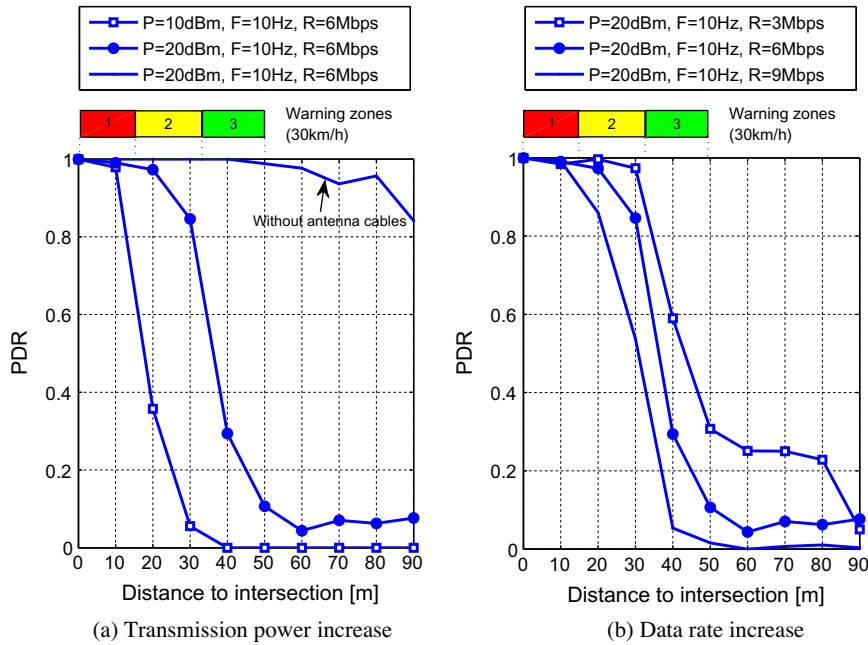 P=10dBm, F=10Hz, R=6Mbps
P=20dBm, F=10Hz, R=6Mbps
P=20dBm, F=10Hz, R=6Mbps
1 2 3
Warning zones
(30km/h)
1
0.8
0.6
0.4
0.2
0
PDR
Without antenna cables
0 10 20 30 40 50 60 70 80 90
Distance to intersection [m]
(a) Transmission power increase
P=20dBm, F=10Hz, R=3Mbps
P=20dBm, F=10Hz, R=6Mbps
P=20dBm, F=10Hz, R=9Mbps
1 2 3
Warning zones
(30km/h)
1
0.8
0.6
0.4
0.2
0
PDR
0 10 20 30 40 50 60 70 80 90
Distance to intersection [m]
(b) Data rate increase